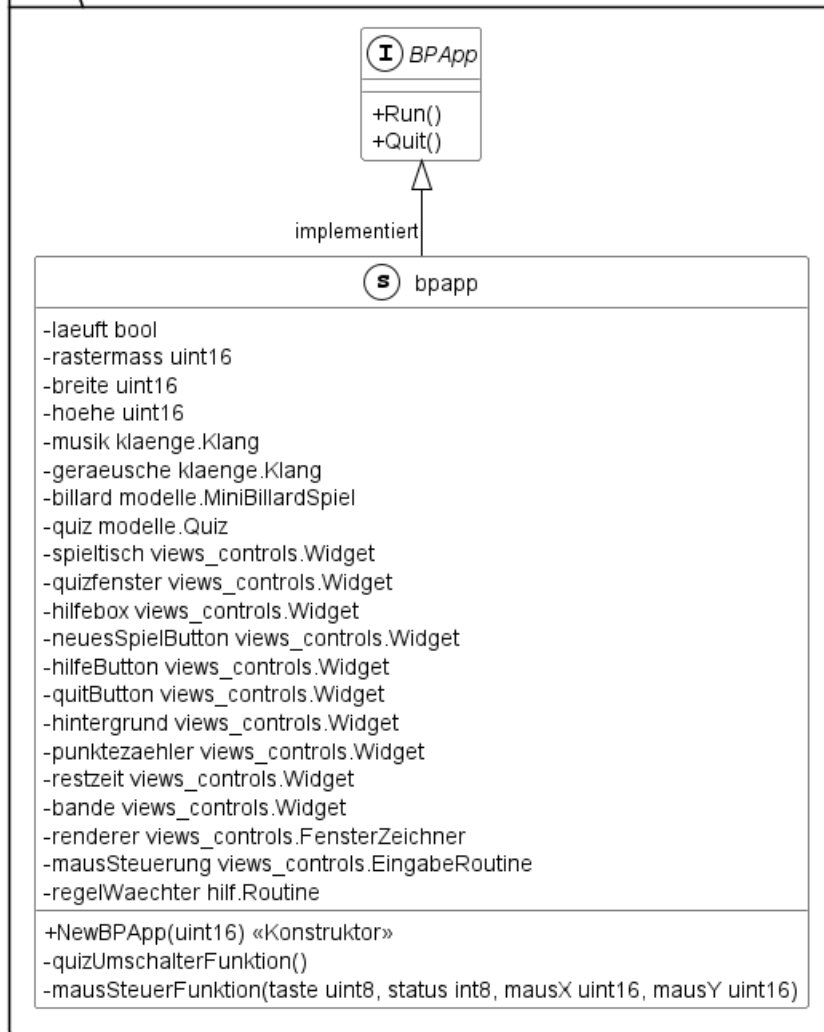 I BPApp
+Run()
+Quit()
implementiert
S bpapp
-laeuft bool
-rastermass uint16
-breite uint16
-hoehe uint16
-musik klaenge.Klang
-geraeusche klaenge.Klang
-billard modelle.MiniBillardSpiel
-quiz modelle.Quiz
-spieltisch views_controls.Widget
-quizfenster views_controls.Widget
-hilfebox views_controls.Widget
-neuesSpielButton views_controls.Widget
-hilfeButton views_controls.Widget
-quitButton views_controls.Widget
-hintergrund views_controls.Widget
-punktezaehler views_controls.Widget
-restzeit views_controls.Widget
-bande views_controls.Widget
-renderer views_controls.FensterZeichner
-mausSteuerung views_controls.EingabeRoutine
-regelWaechter hilf.Routine
+NewBPApp(uint16) «Konstruktor»
-quizUmschalterFunktion()
-mausSteuerFunktion(taste uint8, status int8, mausX uint16, mausY uint16)